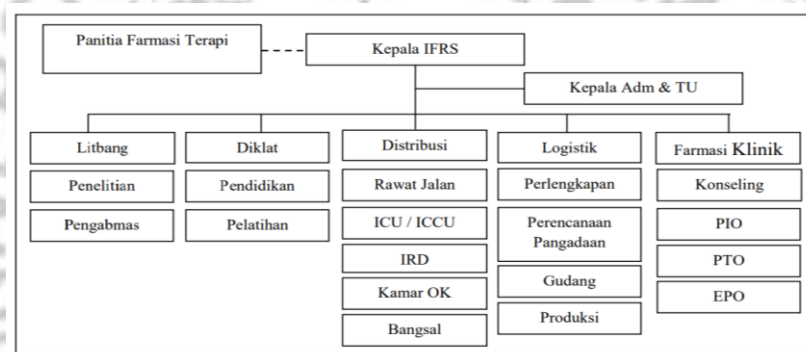 Panitia Farmasi Terapi
Kepala IFRS
Kepala Adm & TU
Litbang
Diklat
Distribusi
Logistik
Farmasi Klinik
Penelitian
Pendidikan
Rawat Jalan
Perlengkapan
Konseling
Pengabmas
Pelatihan
ICU / ICCU
Perencanaan
Pangadaan
PIO
IRD
PTO
Kamar OK
Gudang
EPO
Bangsal
Produksi